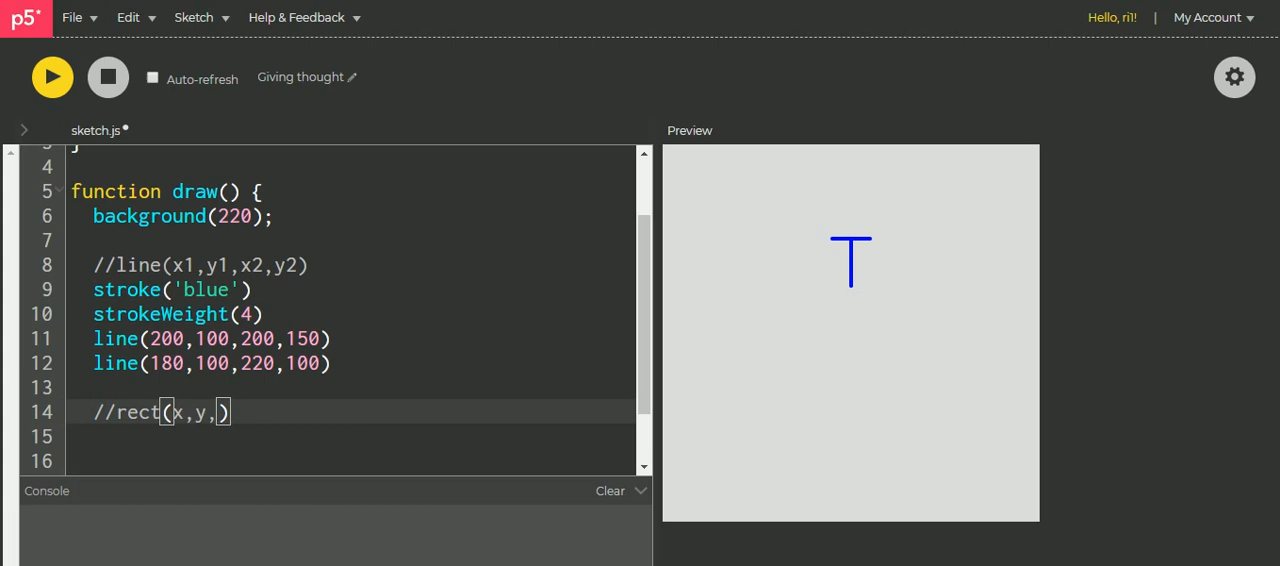 p5* File Edit Sketch Help & Feedback Hello, ri1! | My Account
Auto-refresh Giving thought
sketch.js Preview
4
5 function draw() {
6 background(220);
7
8 //line(x1,y1,x2,y2)
9 stroke('blue')
10 strokeWeight(4)
11 line(200,100,200,150)
12 line(180,100,220,100)
13
14 //rect(x,y,)
15
16
Console Clear
T